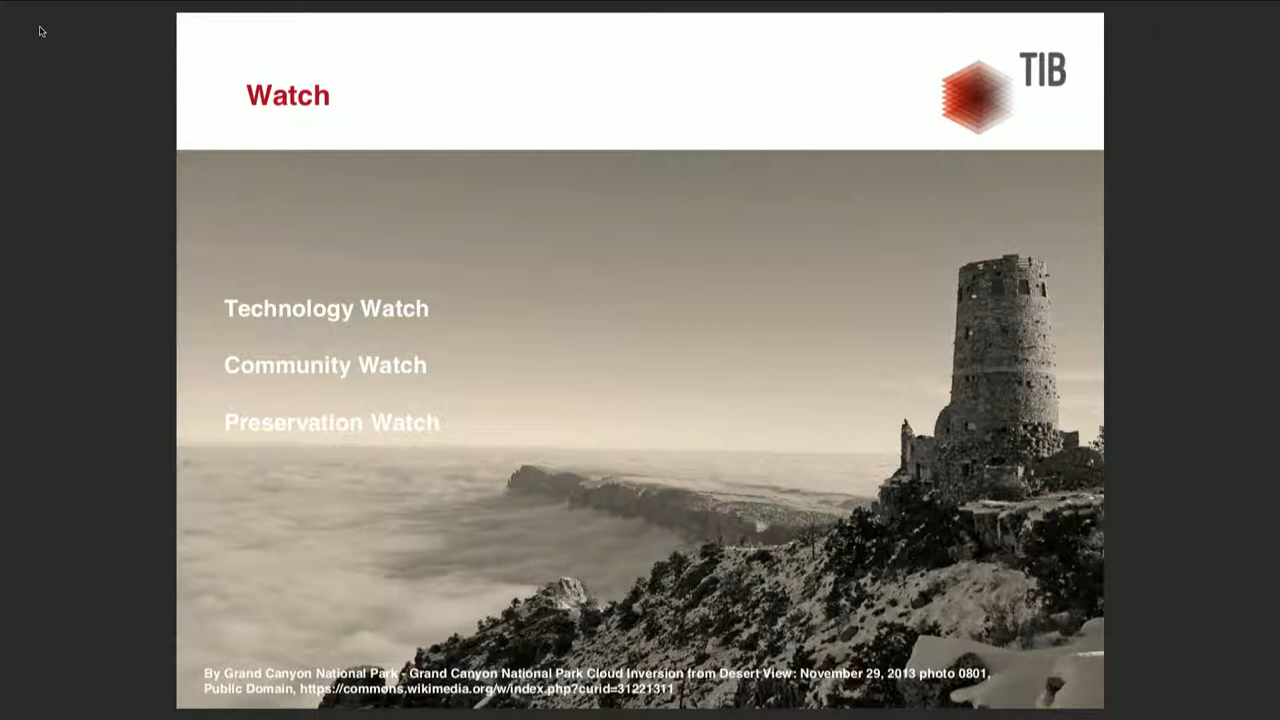 Watch
TIB
Technology Watch
Community Watch
Preservation Watch
By Grand Canyon National Park - Grand Canyon National Park Cloud Inversion from Desert View: November 29, 2013 photo 0801,
Public Domain, https://commons.wikimedia.org/w/index.php?curid=31221311